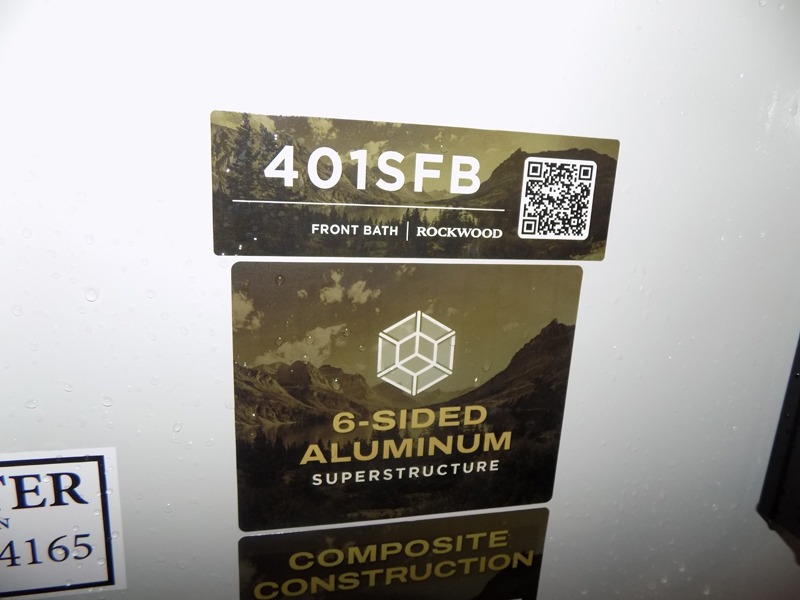 401SFB
FRONT BATH | ROCKWOOD
6-SIDED
ALUMINUM
SUPERSTRUCTURE
TER
N
4165
COMPOSITE
CONSTRUCTION